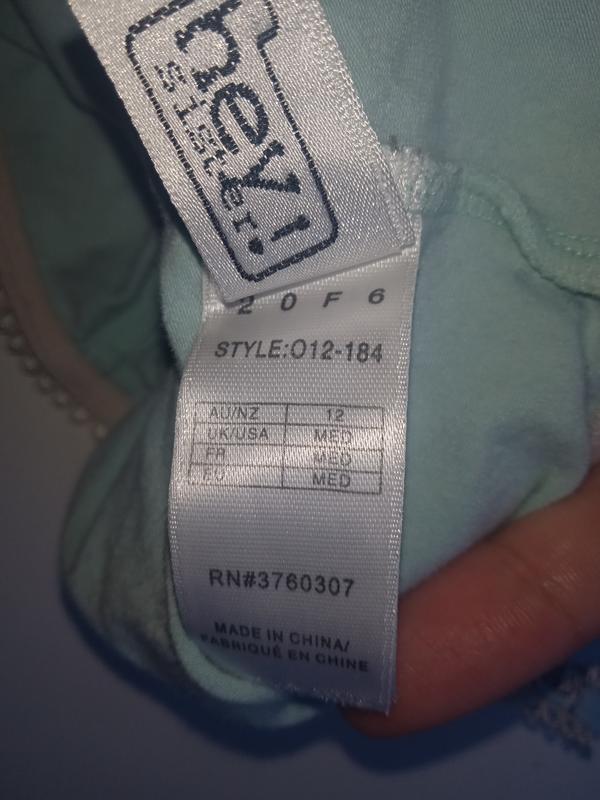 hey!
sister.
2 0 F 6
STYLE:O12-184
AU/NZ 12
UK/USA MED
FR MED
EU MED
RN#3760307
MADE IN CHINA/
FABRIQUÉ EN CHINE